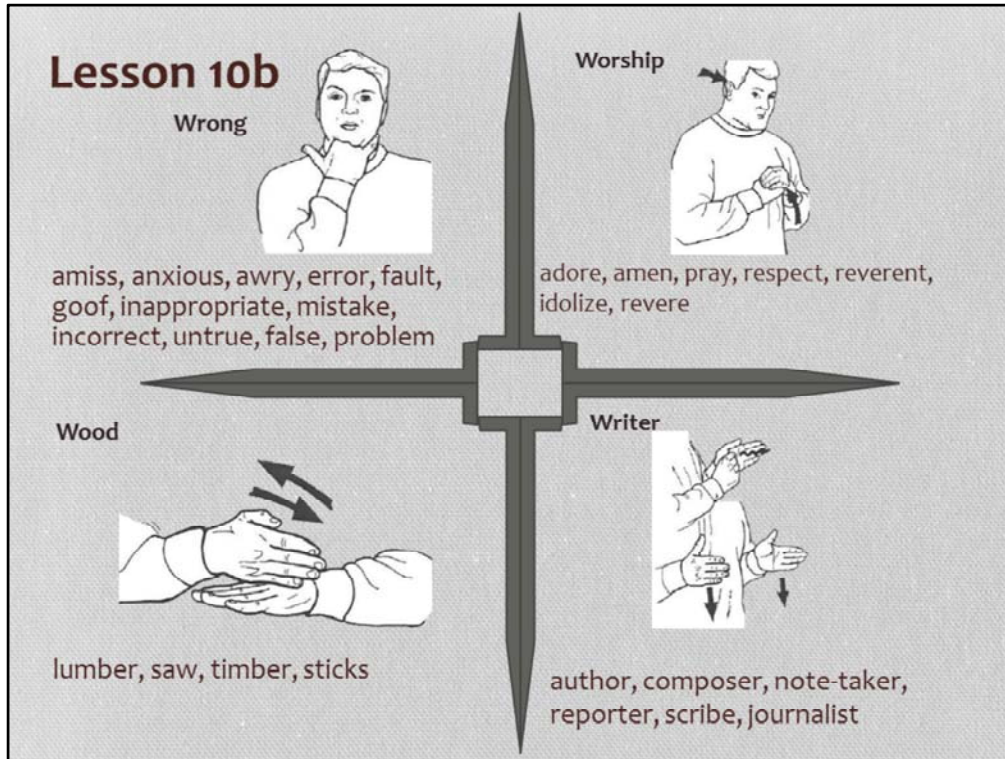 Lesson 10b
Wrong
amiss, anxious, awry, error, fault,
goof, inappropriate, mistake,
incorrect, untrue, false, problem
Worship
adore, amen, pray, respect, reverent,
idolize, revere
Wood
lumber, saw, timber, sticks
Writer
author, composer, note-taker,
reporter, scribe, journalist